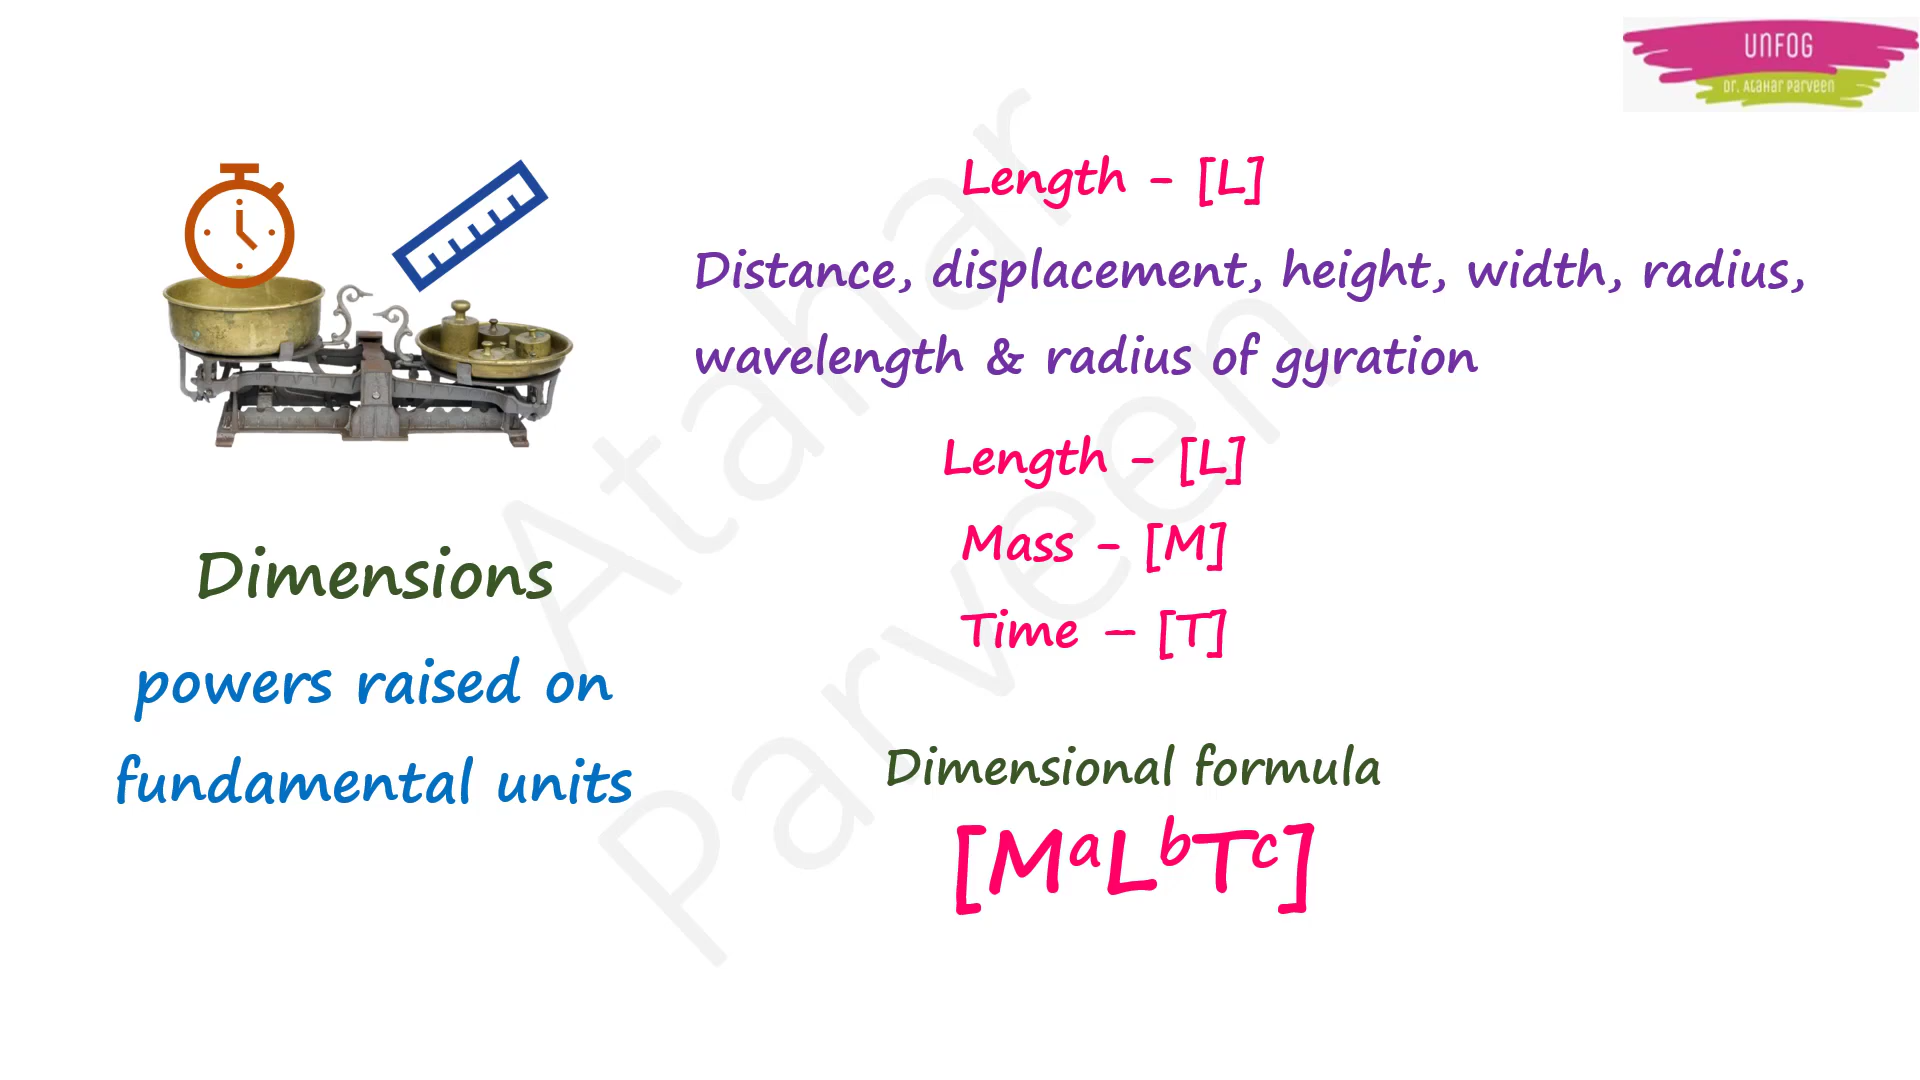 UNFOG
Dr. Atahar Parveen
Length - [L]
Distance, displacement, height, width, radius,
wavelength & radius of gyration
Length - [L]
Mass - [M]
Time – [T]
Dimensions
powers raised on
fundamental units
Dimensional formula
[MᵃLᵇTᶜ]
Atahar
Parveen